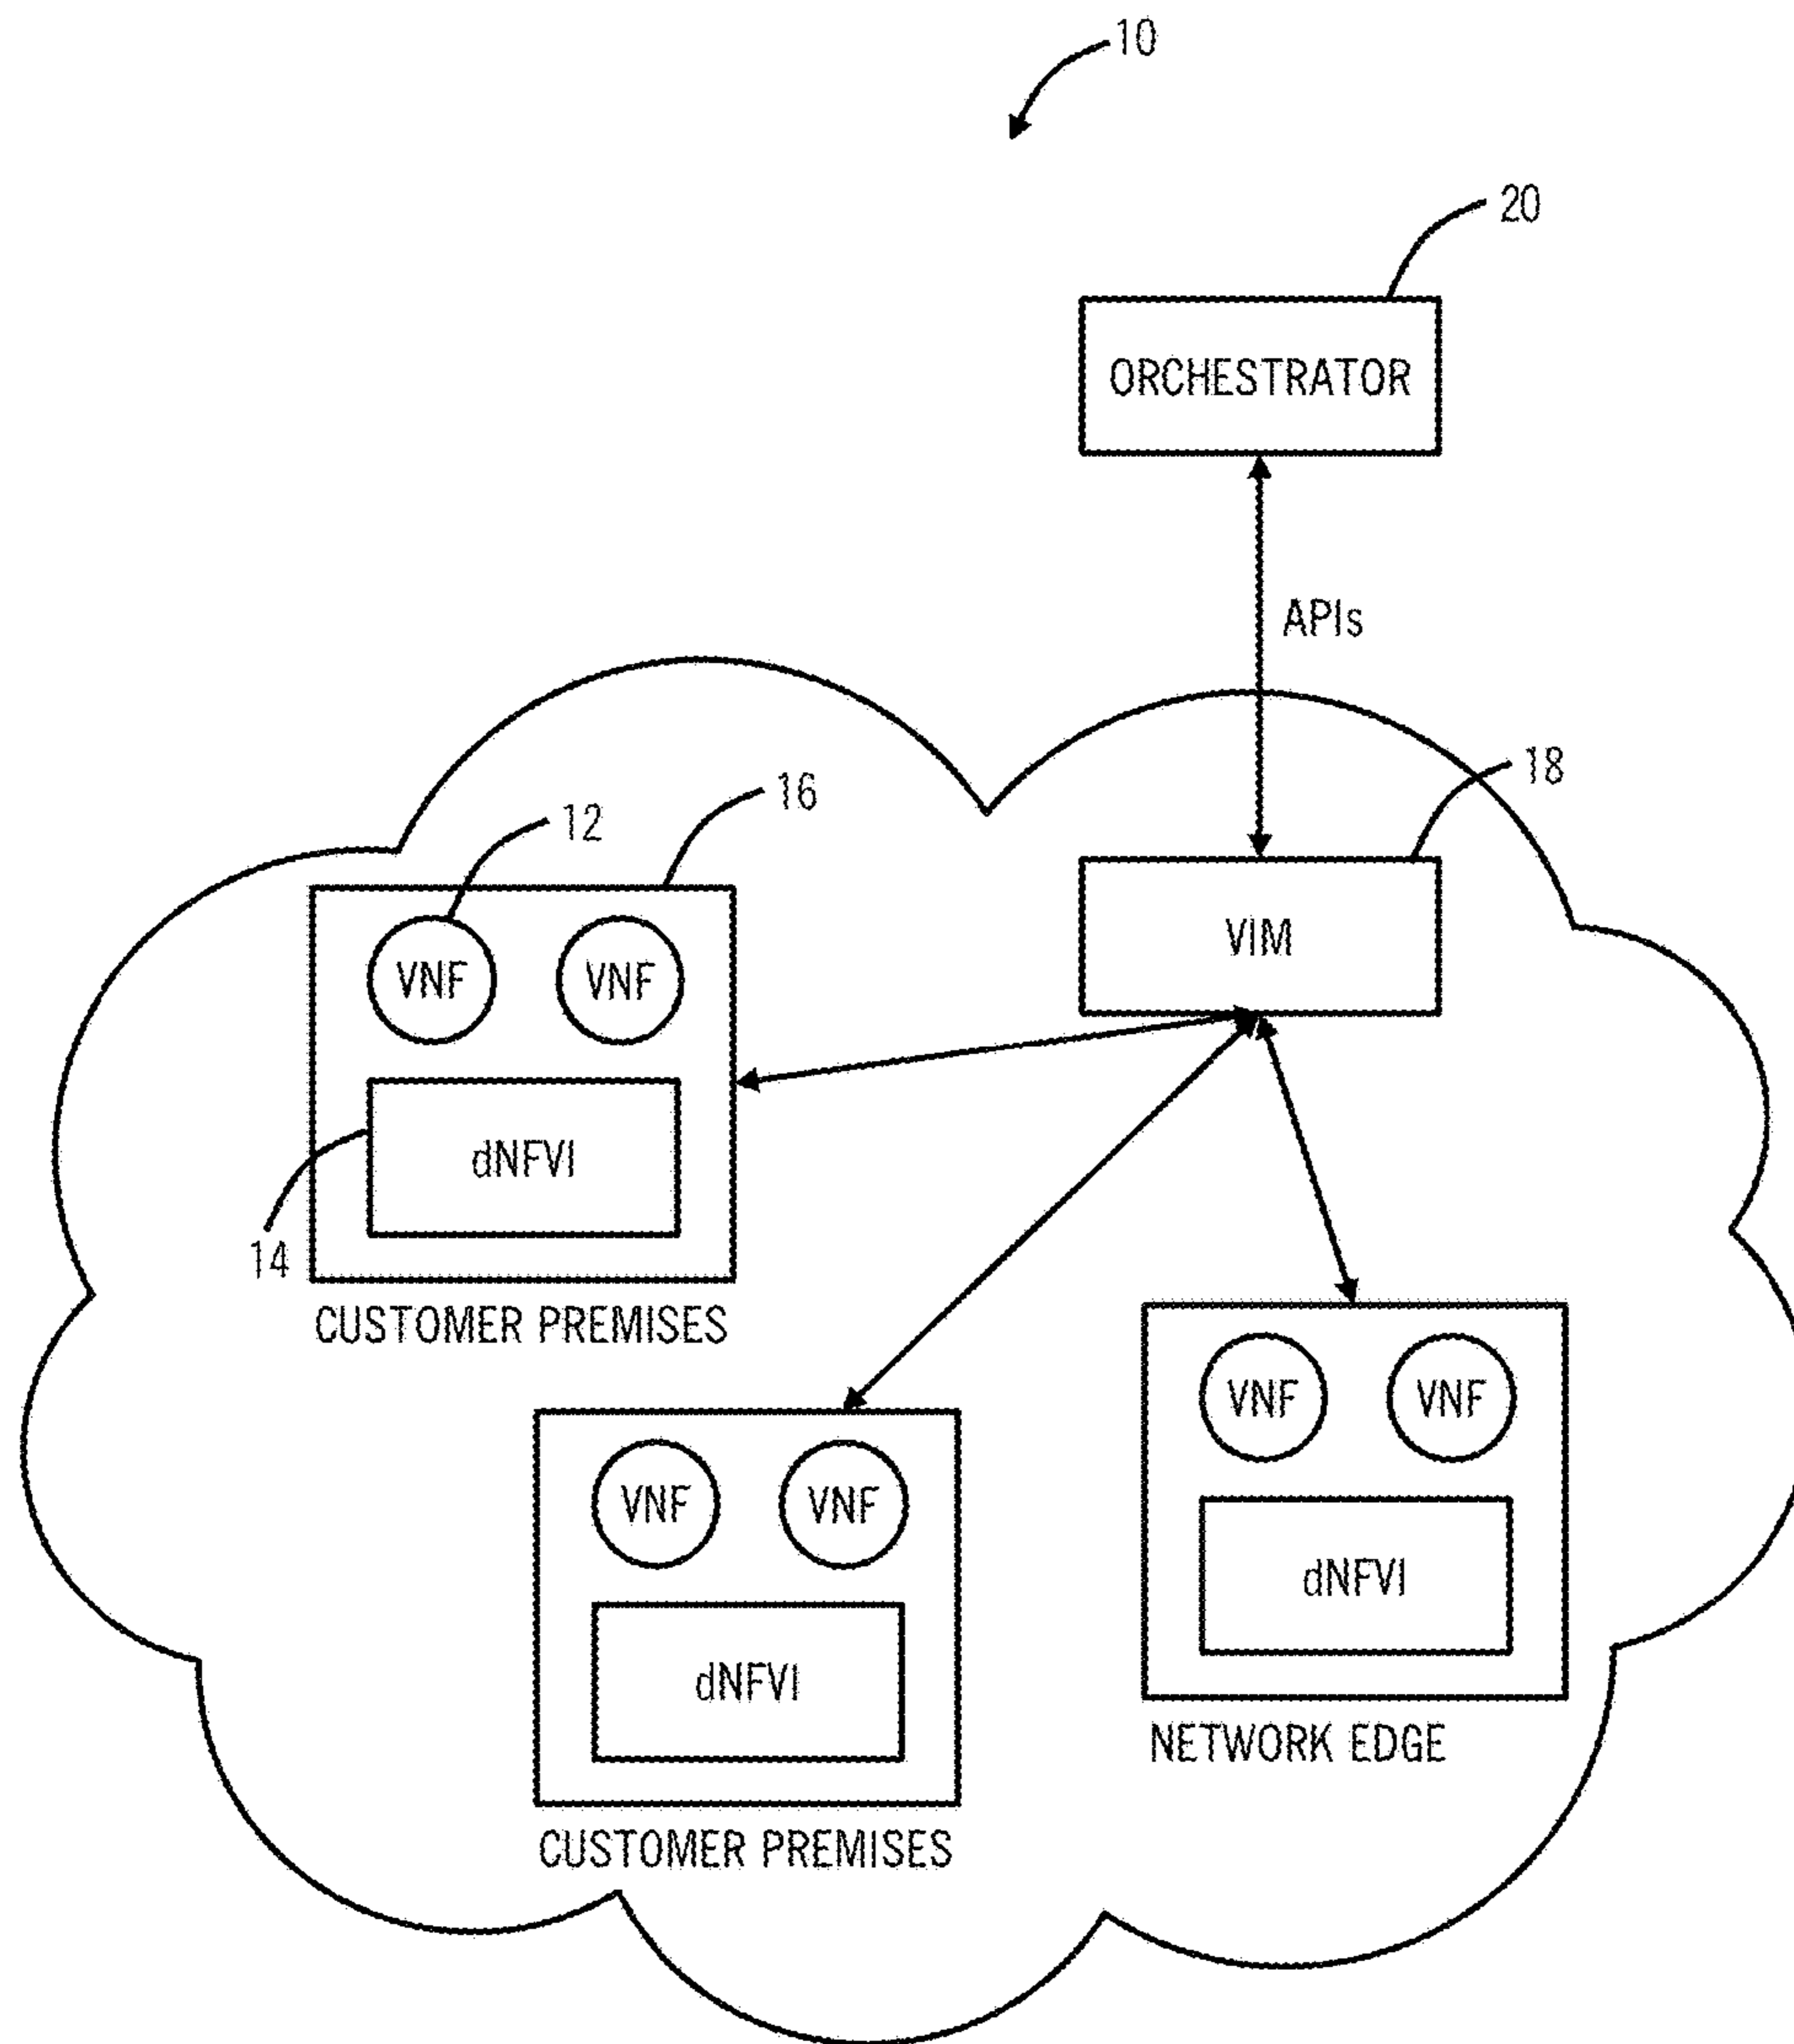 10
20
ORCHESTRATOR
APIs
18
16
12
VNF VNF
VIM
dNFVI
14
CUSTOMER PREMISES
VNF VNF
dNFVI
NETWORK EDGE
VNF VNF
dNFVI
CUSTOMER PREMISES